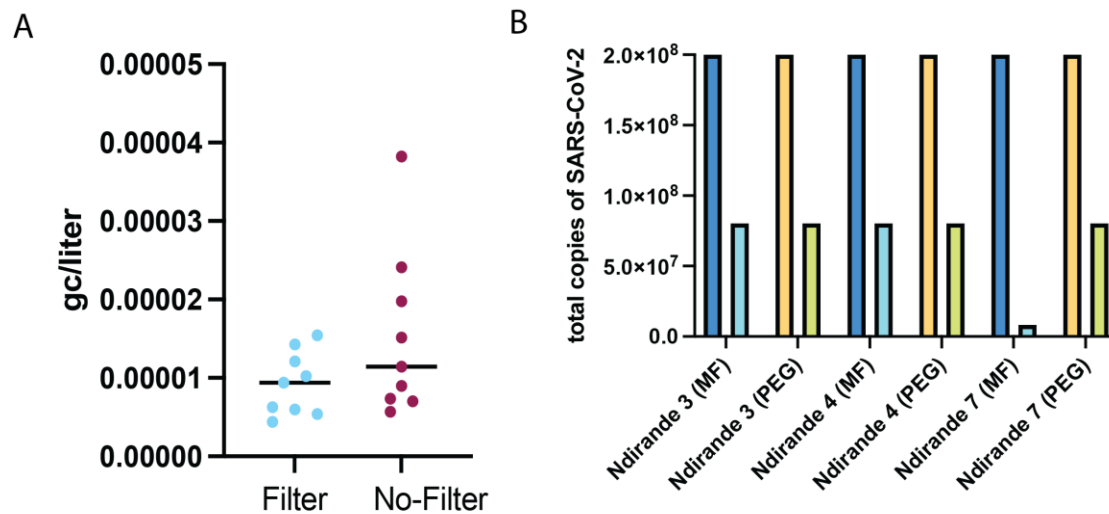 A
gc/liter
0.00005
0.00004
0.00003
0.00002
0.00001
0.00000
Filter
No-Filter
B
total copies of SARS-CoV-2
2.0×10⁸
1.5×10⁸
1.0×10⁸
5.0×10⁷
0.0
Ndirande 3 (MF)
Ndirande 3 (PEG)
Ndirande 4 (MF)
Ndirande 4 (PEG)
Ndirande 7 (MF)
Ndirande 7 (PEG)